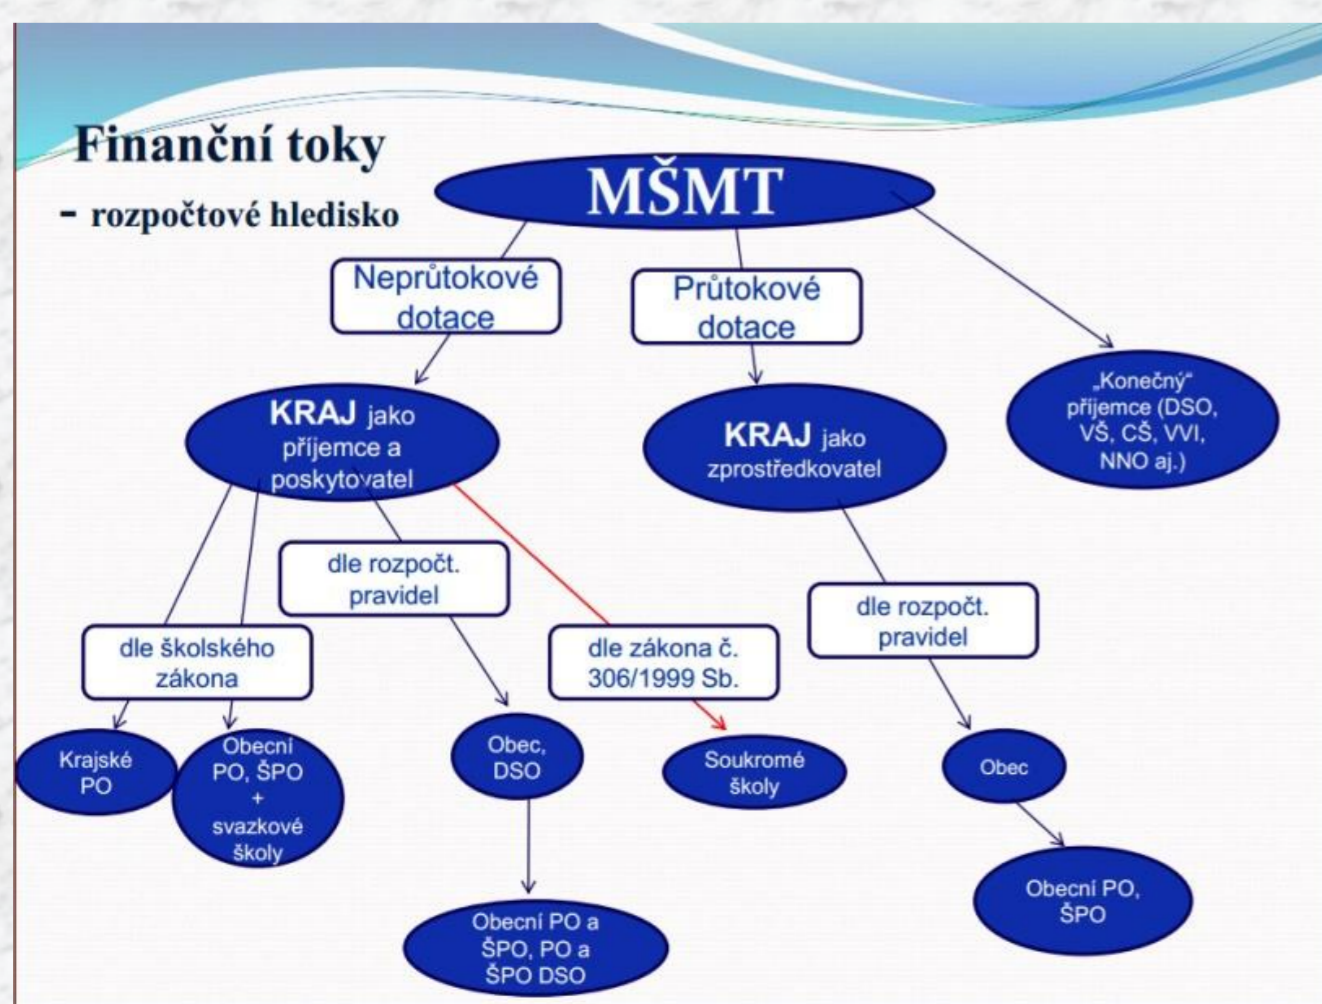 Finanční toky
- rozpočtové hledisko
MŠMT
Neprůtokové
dotace
Průtokové
dotace
KRAJ jako
příjemce a
poskytovatel
KRAJ jako
zprostředkovatel
„Konečný“
příjemce (DSO,
VŠ, CŠ, VVI,
NNO aj.)
dle rozpočt.
pravidel
dle rozpočt.
pravidel
dle školského
zákona
dle zákona č.
306/1999 Sb.
Krajské
PO
Obecní
PO, ŠPO
+
svazkové
školy
Obec,
DSO
Soukromé
školy
Obec
Obecní PO a
ŠPO, PO a
ŠPO DSO
Obecní PO,
ŠPO